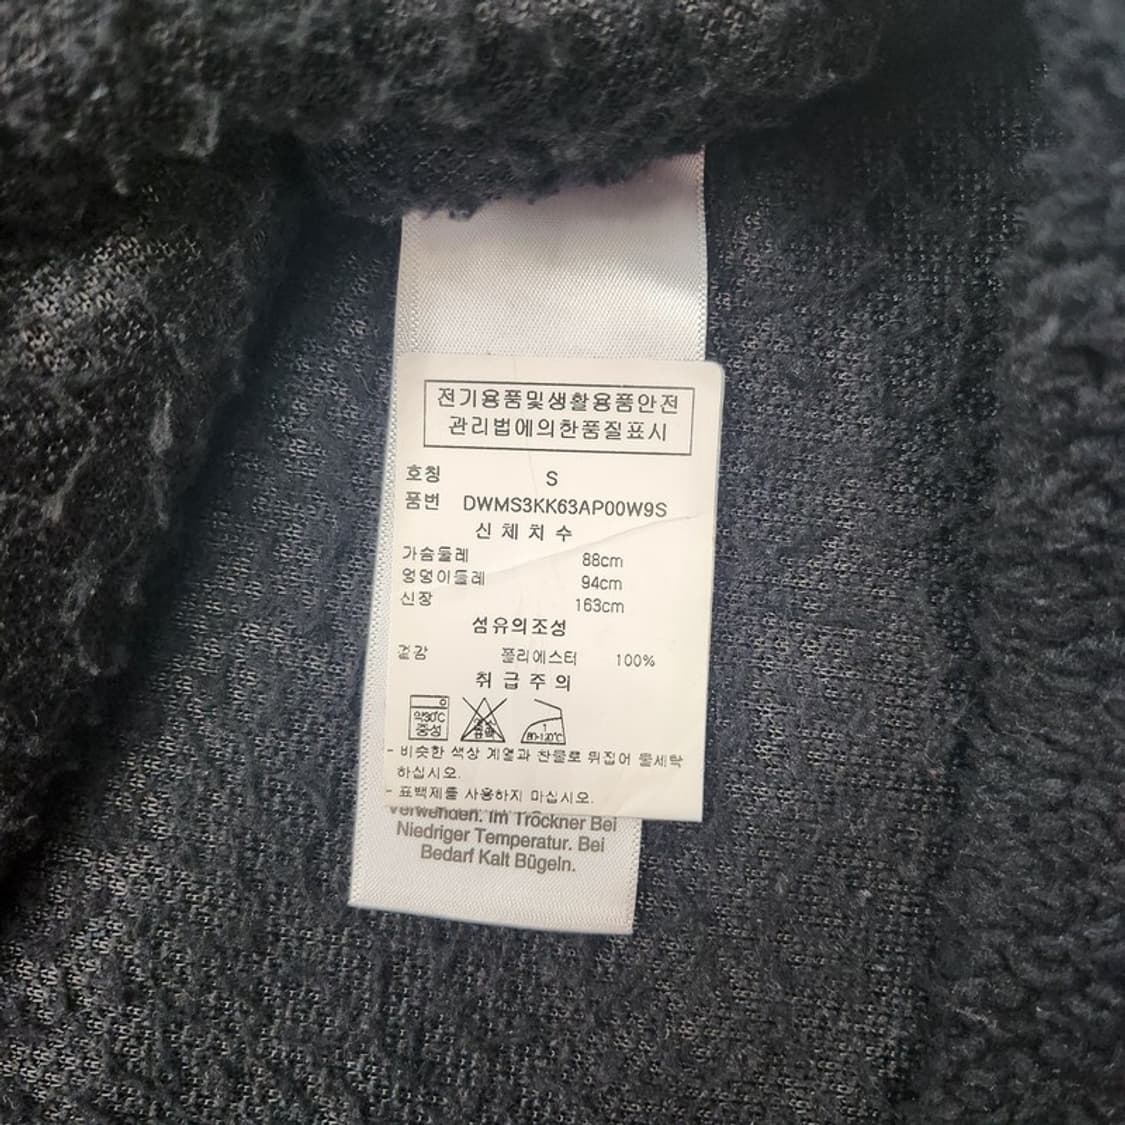 전기용품및생활용품안전
관리법에의한품질표시
호칭 S
품번 DWMS3KK63AP00W9S
신체치수
가슴둘레 88cm
엉덩이둘레 94cm
신장 163cm
섬유의조성
겉감 폴리에스터 100%
취급주의
약30℃
중성
80-120℃
- 비슷한 색상 계열과 찬물로 뒤집어 물세탁
하십시오.
- 표백제를 사용하지 마십시오.
Verwenden. Im Trockner Bei
Niedriger Temperatur. Bei
Bedarf Kalt Bügeln.